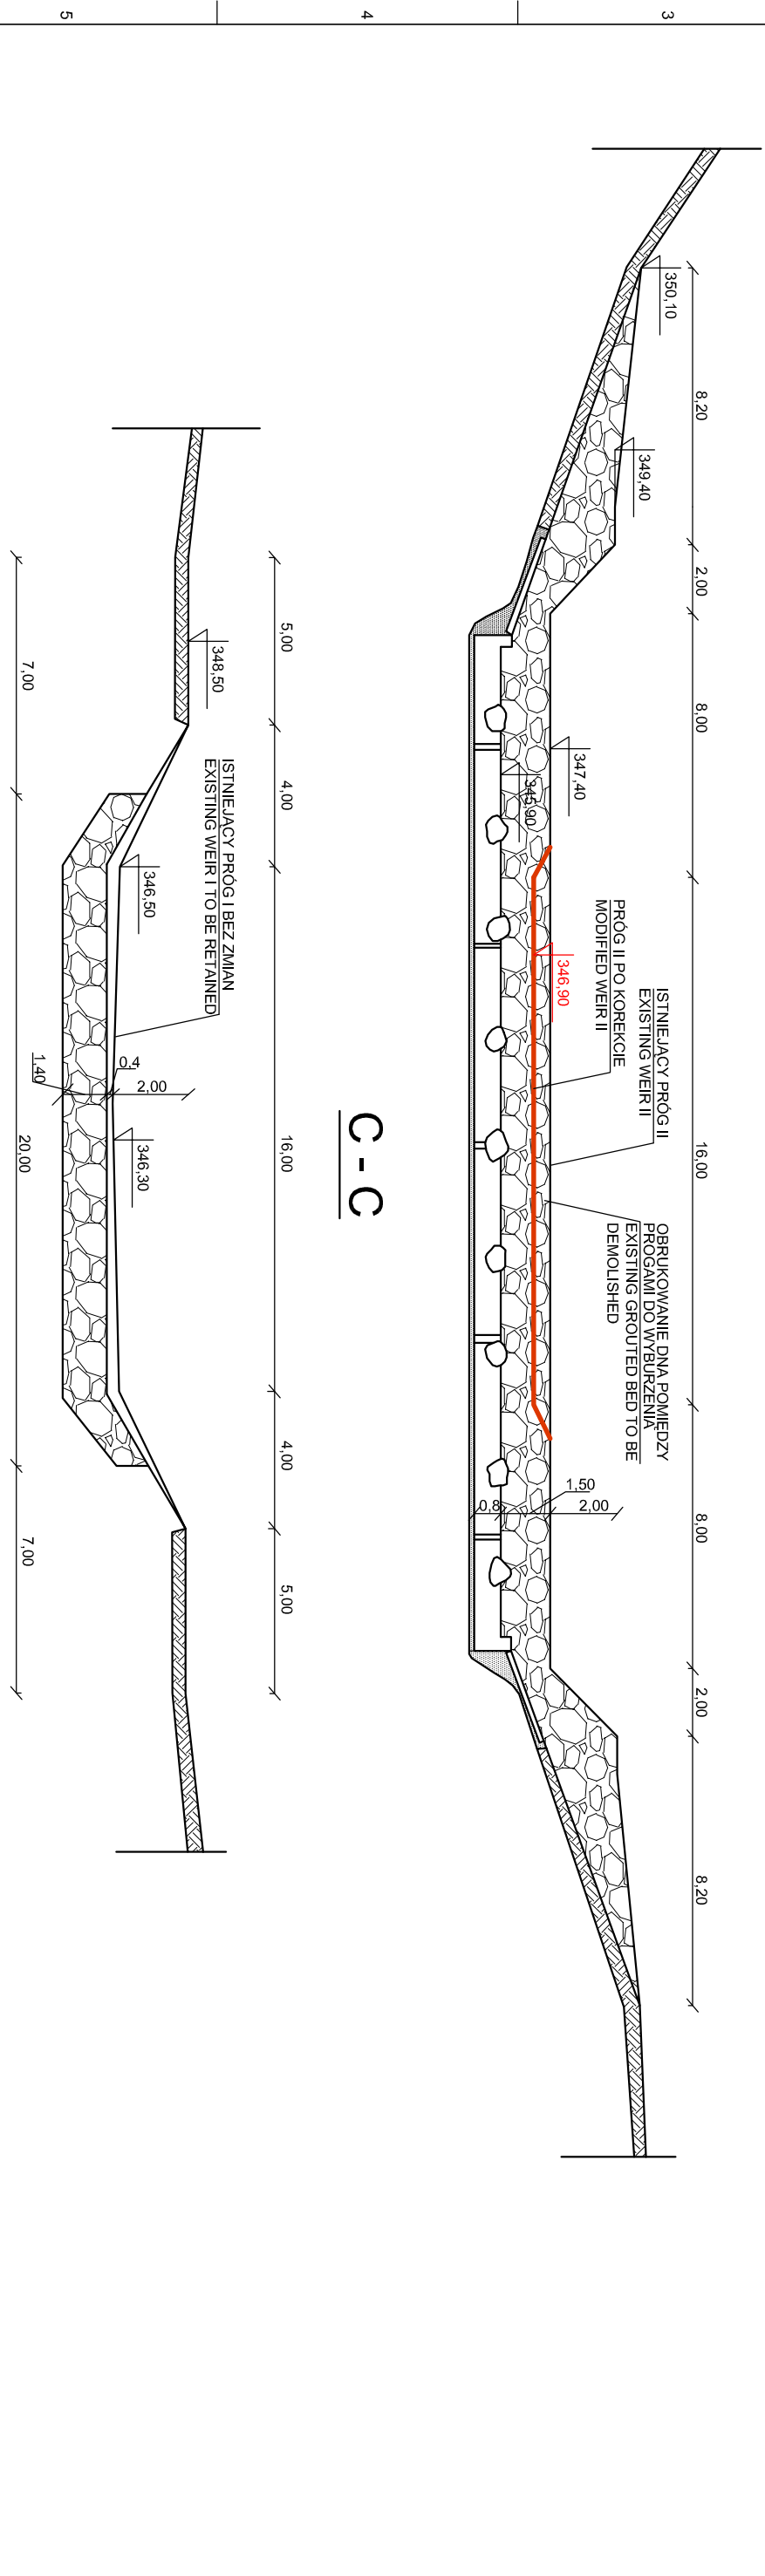 3
4
5
8,20
2,00
8,00
16,00
8,00
2,00
8,20
350,10
349,40
347,40
345,90
346,90
PRÓG II PO KOREKCIE
MODIFIED WEIR II
ISTNIEJĄCY PRÓG II
EXISTING WEIR II
OBRUKOWANIE DNA POMIĘDZY
PROGAMI DO WYBURZENIA
EXISTING GROUTED BED TO BE
DEMOLISHED
1,50
0,8
2,00
C - C
5,00
4,00
16,00
4,00
5,00
348,50
346,50
346,30
ISTNIEJĄCY PRÓG I BEZ ZMIAN
EXISTING WEIR I TO BE RETAINED
1,40
0,4
2,00
7,00
20,00
7,00